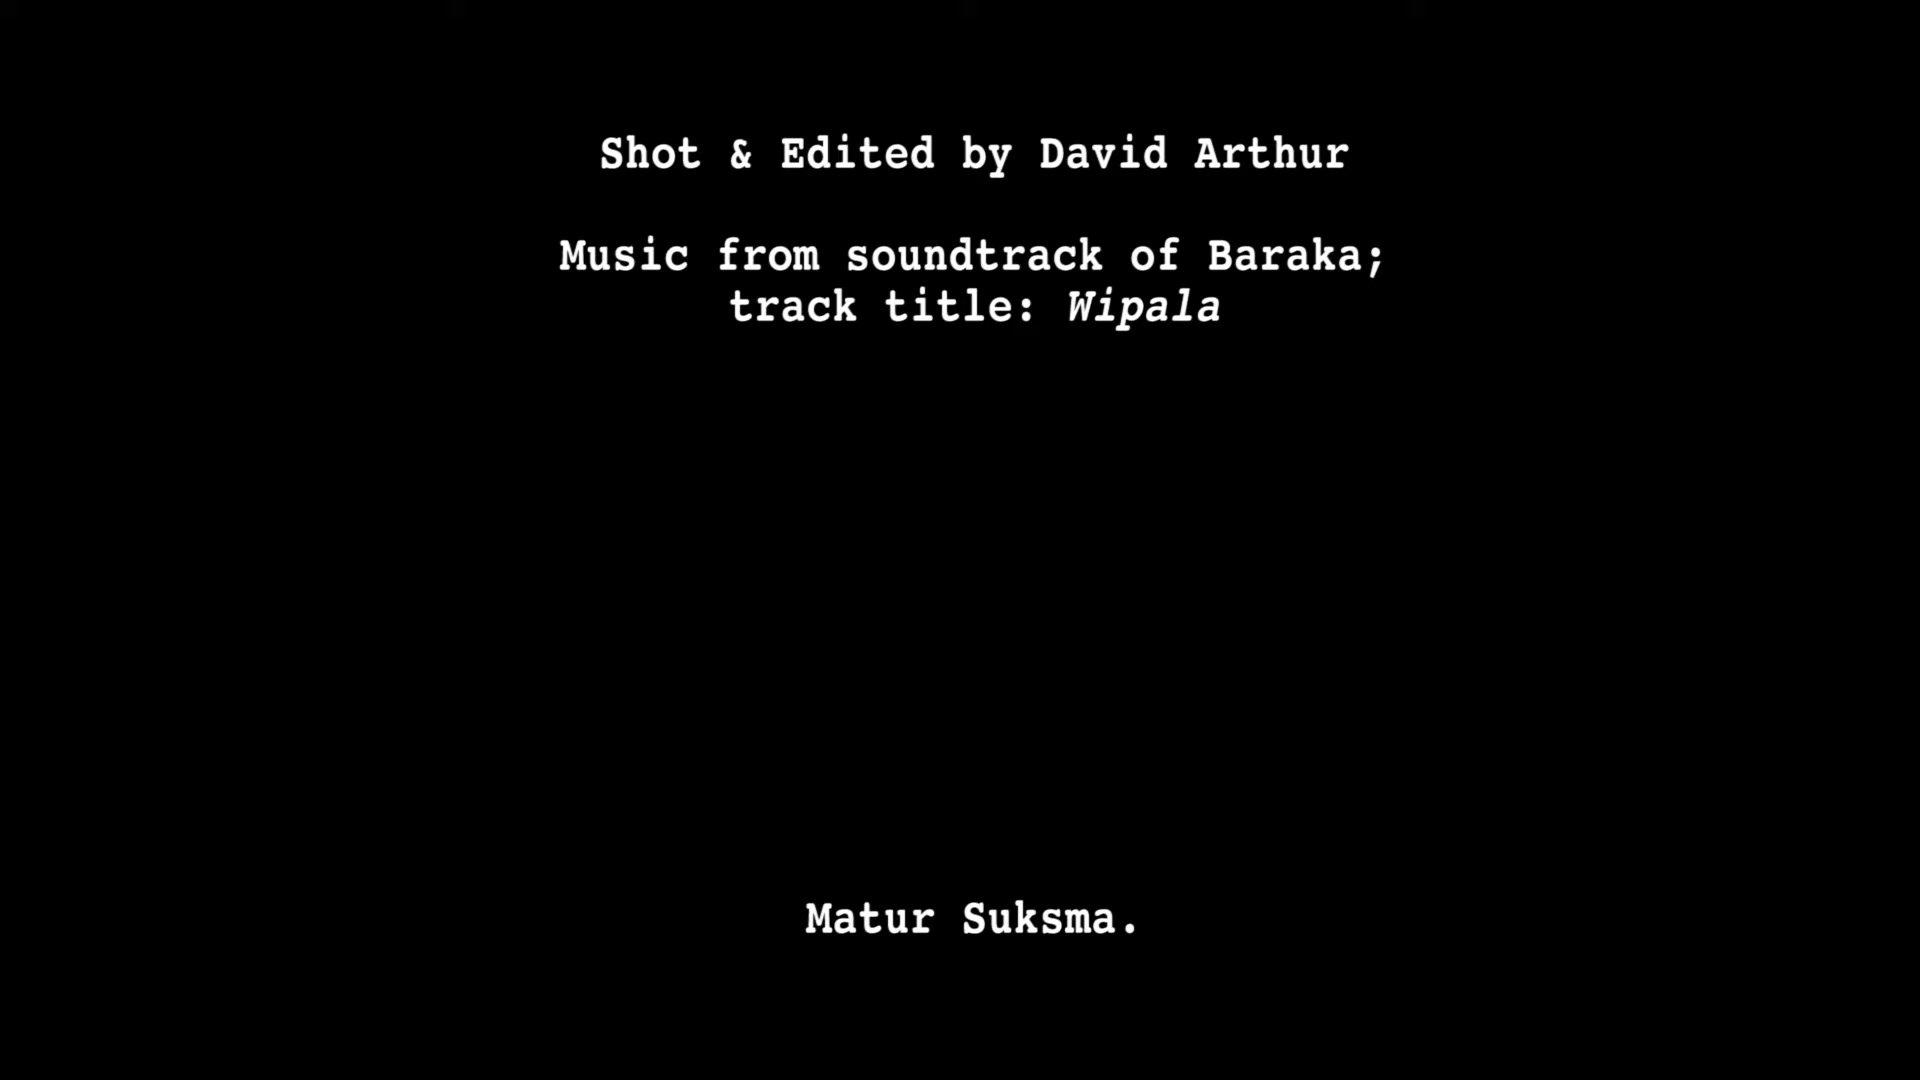 Shot & Edited by David Arthur
Music from soundtrack of Baraka;
track title: Wipala
Matur Suksma.